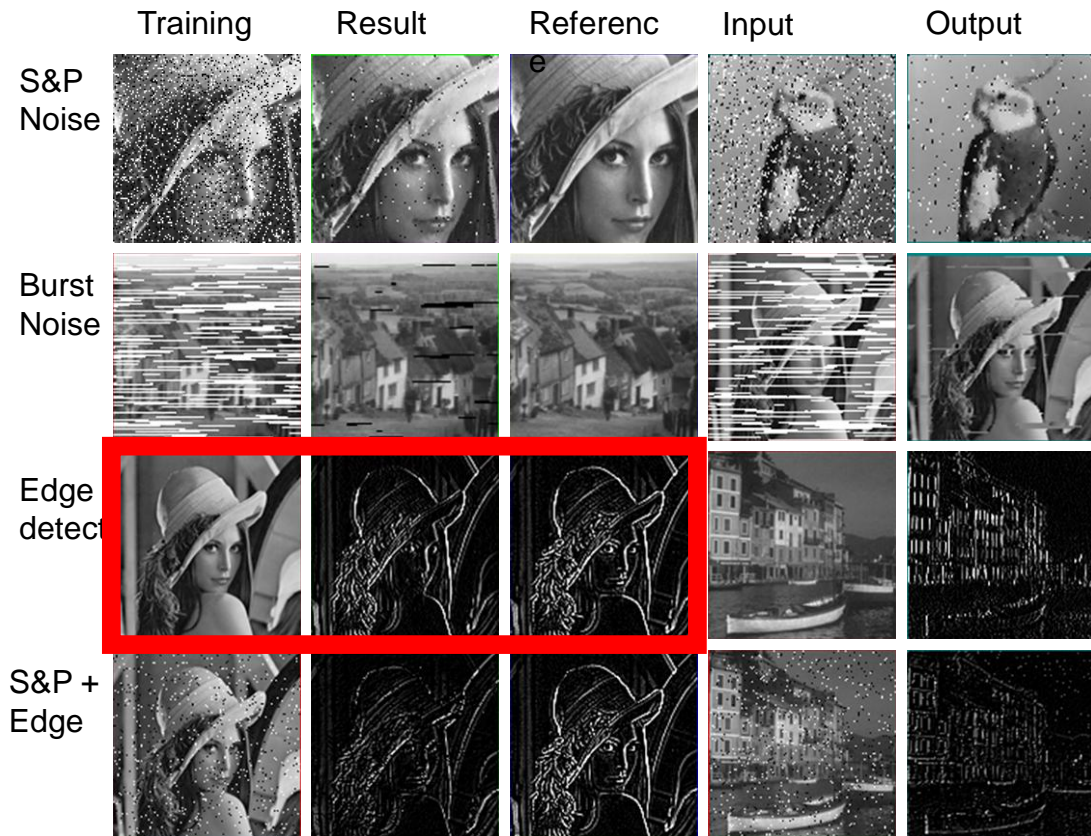 Training Result Referenc Input Output
e
S&P
Noise
Burst
Noise
Edge
detect
S&P +
Edge